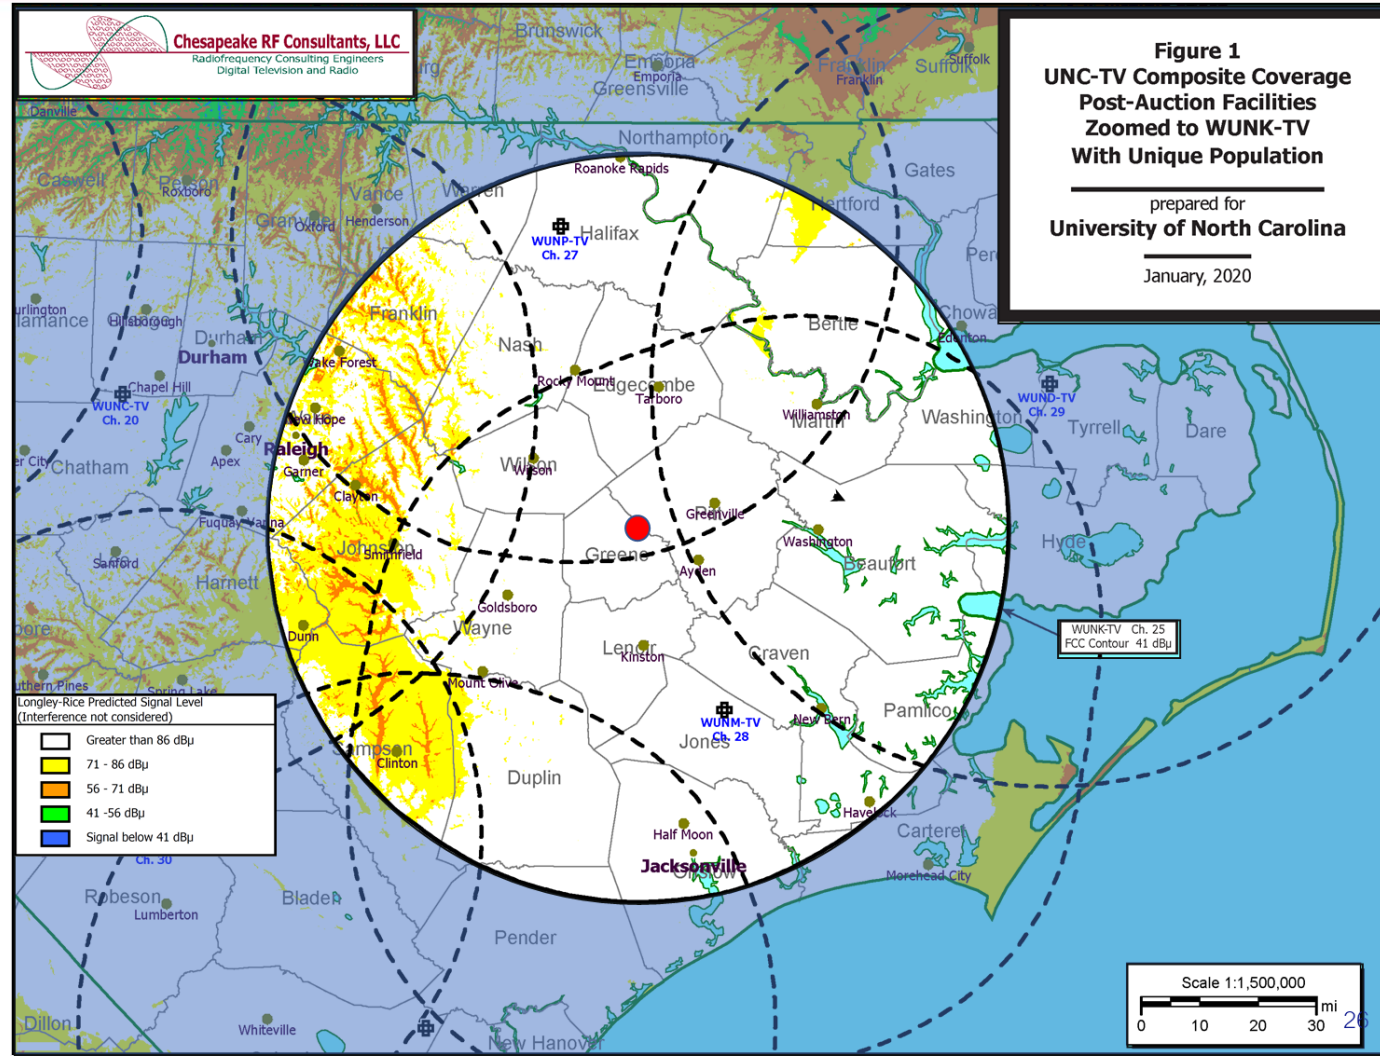 Chesapeake RF Consultants, LLC
Radiofrequency Consulting Engineers
Digital Television and Radio
Figure 1
UNC-TV Composite Coverage
Post-Auction Facilities
Zoomed to WUNK-TV
With Unique Population
prepared for
University of North Carolina
January, 2020
Brunswick
Emporia
Emporia
Greensville
Franklin
Franklin
Suffolk
Suffolk
Danville
Northampton
Gates
Roanoke Rapids
Caswell
Person
Roxboro
Vance
Warren
Granville
Oxford
Henderson
Hertford
WUNP-TV
Ch. 27
Halifax
Franklin
Bertie
Edenton
Hillsborough
Durham
Durham
Nash
Wake Forest
Rocky Mount
Edgecombe
Tarboro
Chapel Hill
WUNC-TV
Ch. 20
WUND-TV
Ch. 29
Williamston
Martin
Washington
Tyrrell
Dare
New Hope
Cary
Raleigh
Apex
Garner
Chatham
Wilson
Wilson
Clayton
Greenville
Fuquay Varina
Washington
Johnston
Smithfield
Greene
Hyde
Beaufort
Ayden
Lee
Sanford
Harnett
Goldsboro
Wayne
Dunn
WUNK-TV Ch. 25
FCC Contour 41 dBµ
Lenoir
Kinston
Craven
Mount Olive
Spring Lake
Pamlico
New Bern
WUNM-TV
Ch. 28
Jones
Sampson
Clinton
Duplin
Longley-Rice Predicted Signal Level
(Interference not considered)
Greater than 86 dBµ
71 - 86 dBµ
56 - 71 dBµ
41 -56 dBµ
Signal below 41 dBµ
Ch. 30
Havelock
Half Moon
Carteret
Jacksonville
Onslow
Morehead City
Robeson
Lumberton
Bladen
Pender
Whiteville
Dillon
New Hanover
Scale 1:1,500,000
0 10 20 30 mi
26